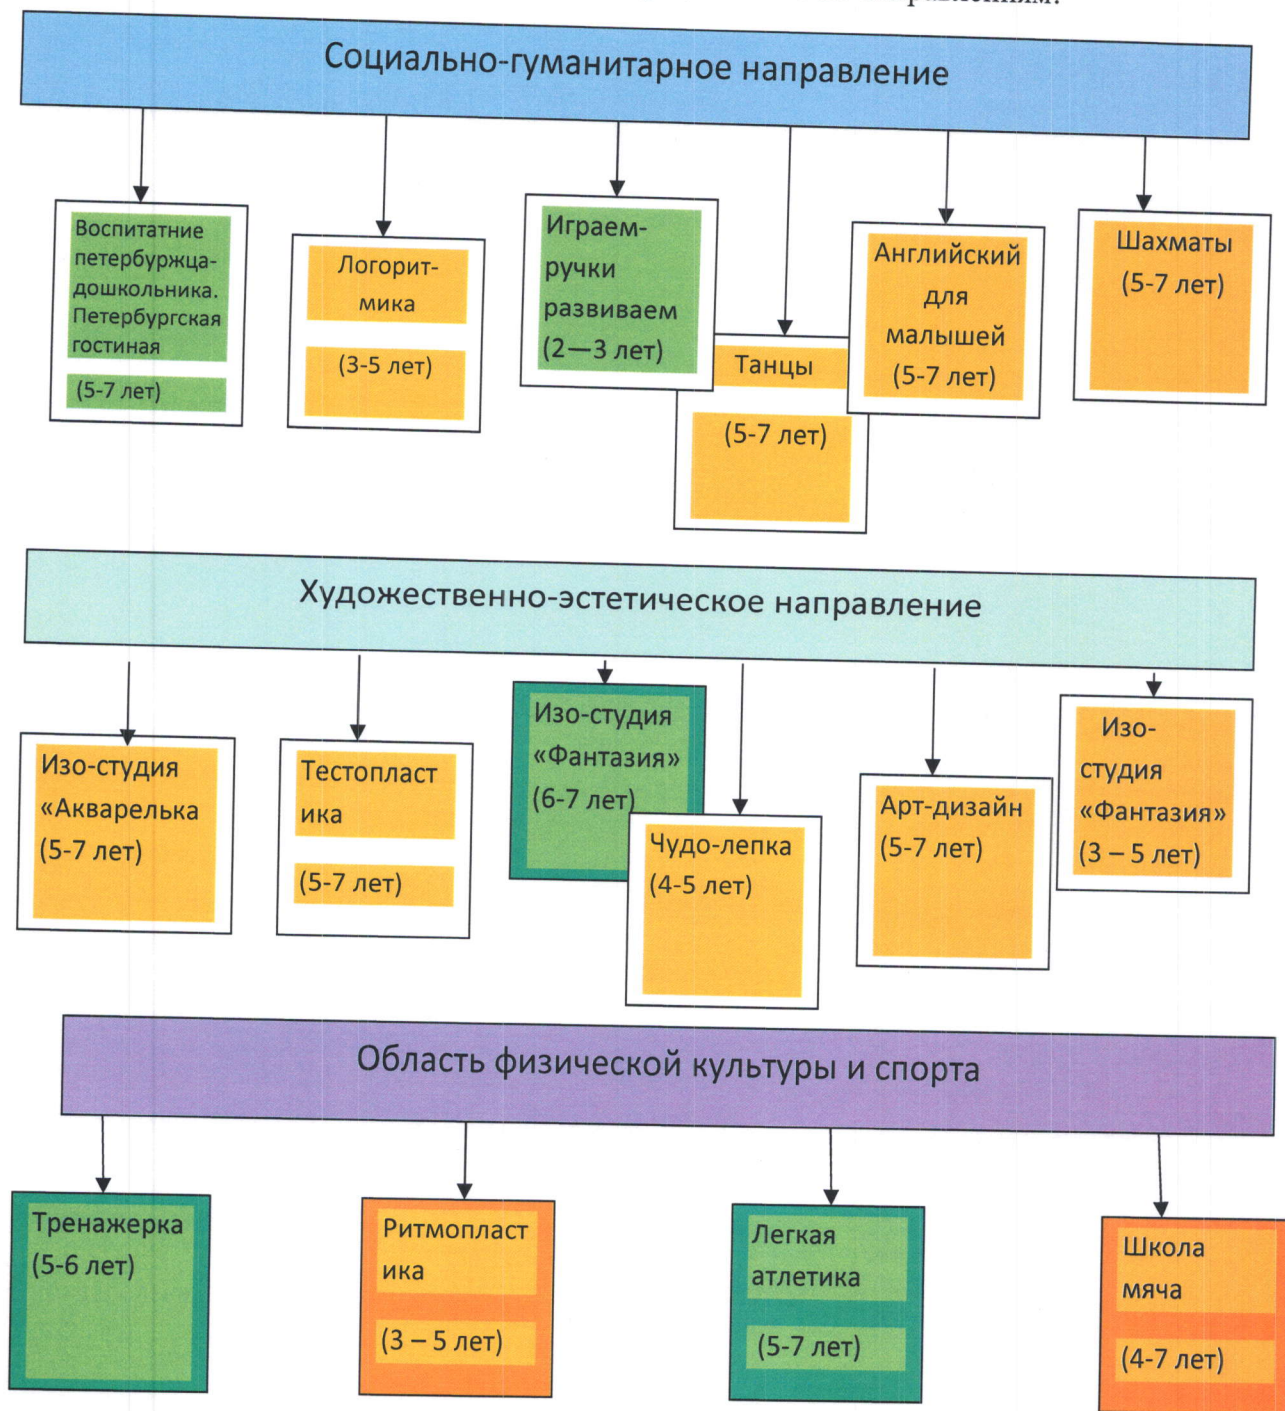 Социально-гуманитарное направление
Воспитатние
петербуржца-
дошкольника.
Петербургская
гостиная
(5-7 лет)
Логорит-
мика
(3-5 лет)
Играем-
ручки
развиваем
(2—3 лет)
Танцы
(5-7 лет)
Английский
для
малышей
(5-7 лет)
Шахматы
(5-7 лет)
Художественно-эстетическое направление
Изо-студия
«Акварелька
(5-7 лет)
Тестопласт
ика
(5-7 лет)
Изо-студия
«Фантазия»
(6-7 лет)
Чудо-лепка
(4-5 лет)
Арт-дизайн
(5-7 лет)
Изо-
студия
«Фантазия»
(3 – 5 лет)
Область физической культуры и спорта
Тренажерка
(5-6 лет)
Ритмопласт
ика
(3 – 5 лет)
Легкая
атлетика
(5-7 лет)
Школа
мяча
(4-7 лет)